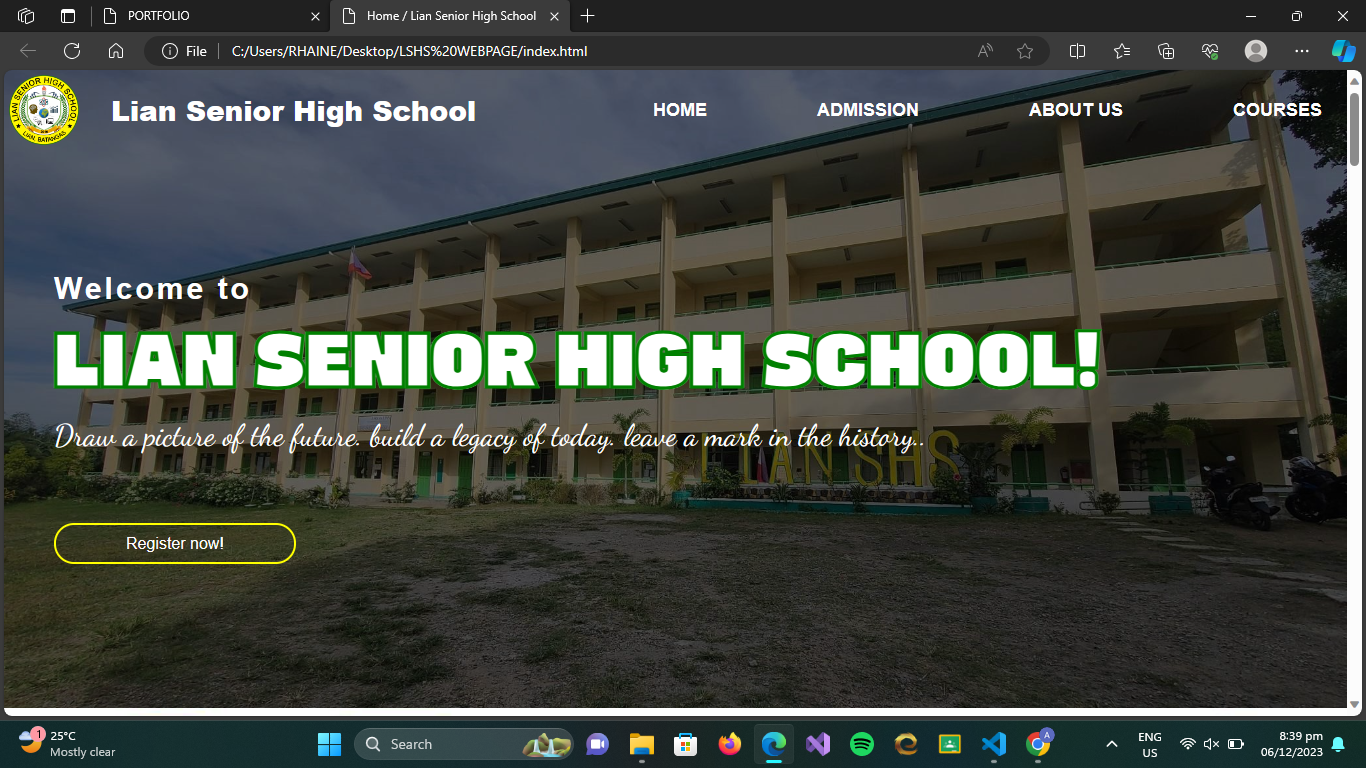 PORTFOLIO
Home / Lian Senior High School
File
C:/Users/RHAINE/Desktop/LSHS%20WEBPAGE/index.html
LIAN SENIOR HIGH SCHOOL
LIAN, BATANGAS
Lian Senior High School
HOME
ADMISSION
ABOUT US
COURSES
Welcome to
LIAN SENIOR HIGH SCHOOL!
Draw a picture of the future. build a legacy of today. leave a mark in the history..
LIAN SHS
Register now!
1
25°C
Mostly clear
Search
A
ENG
US
8:39 pm
06/12/2023